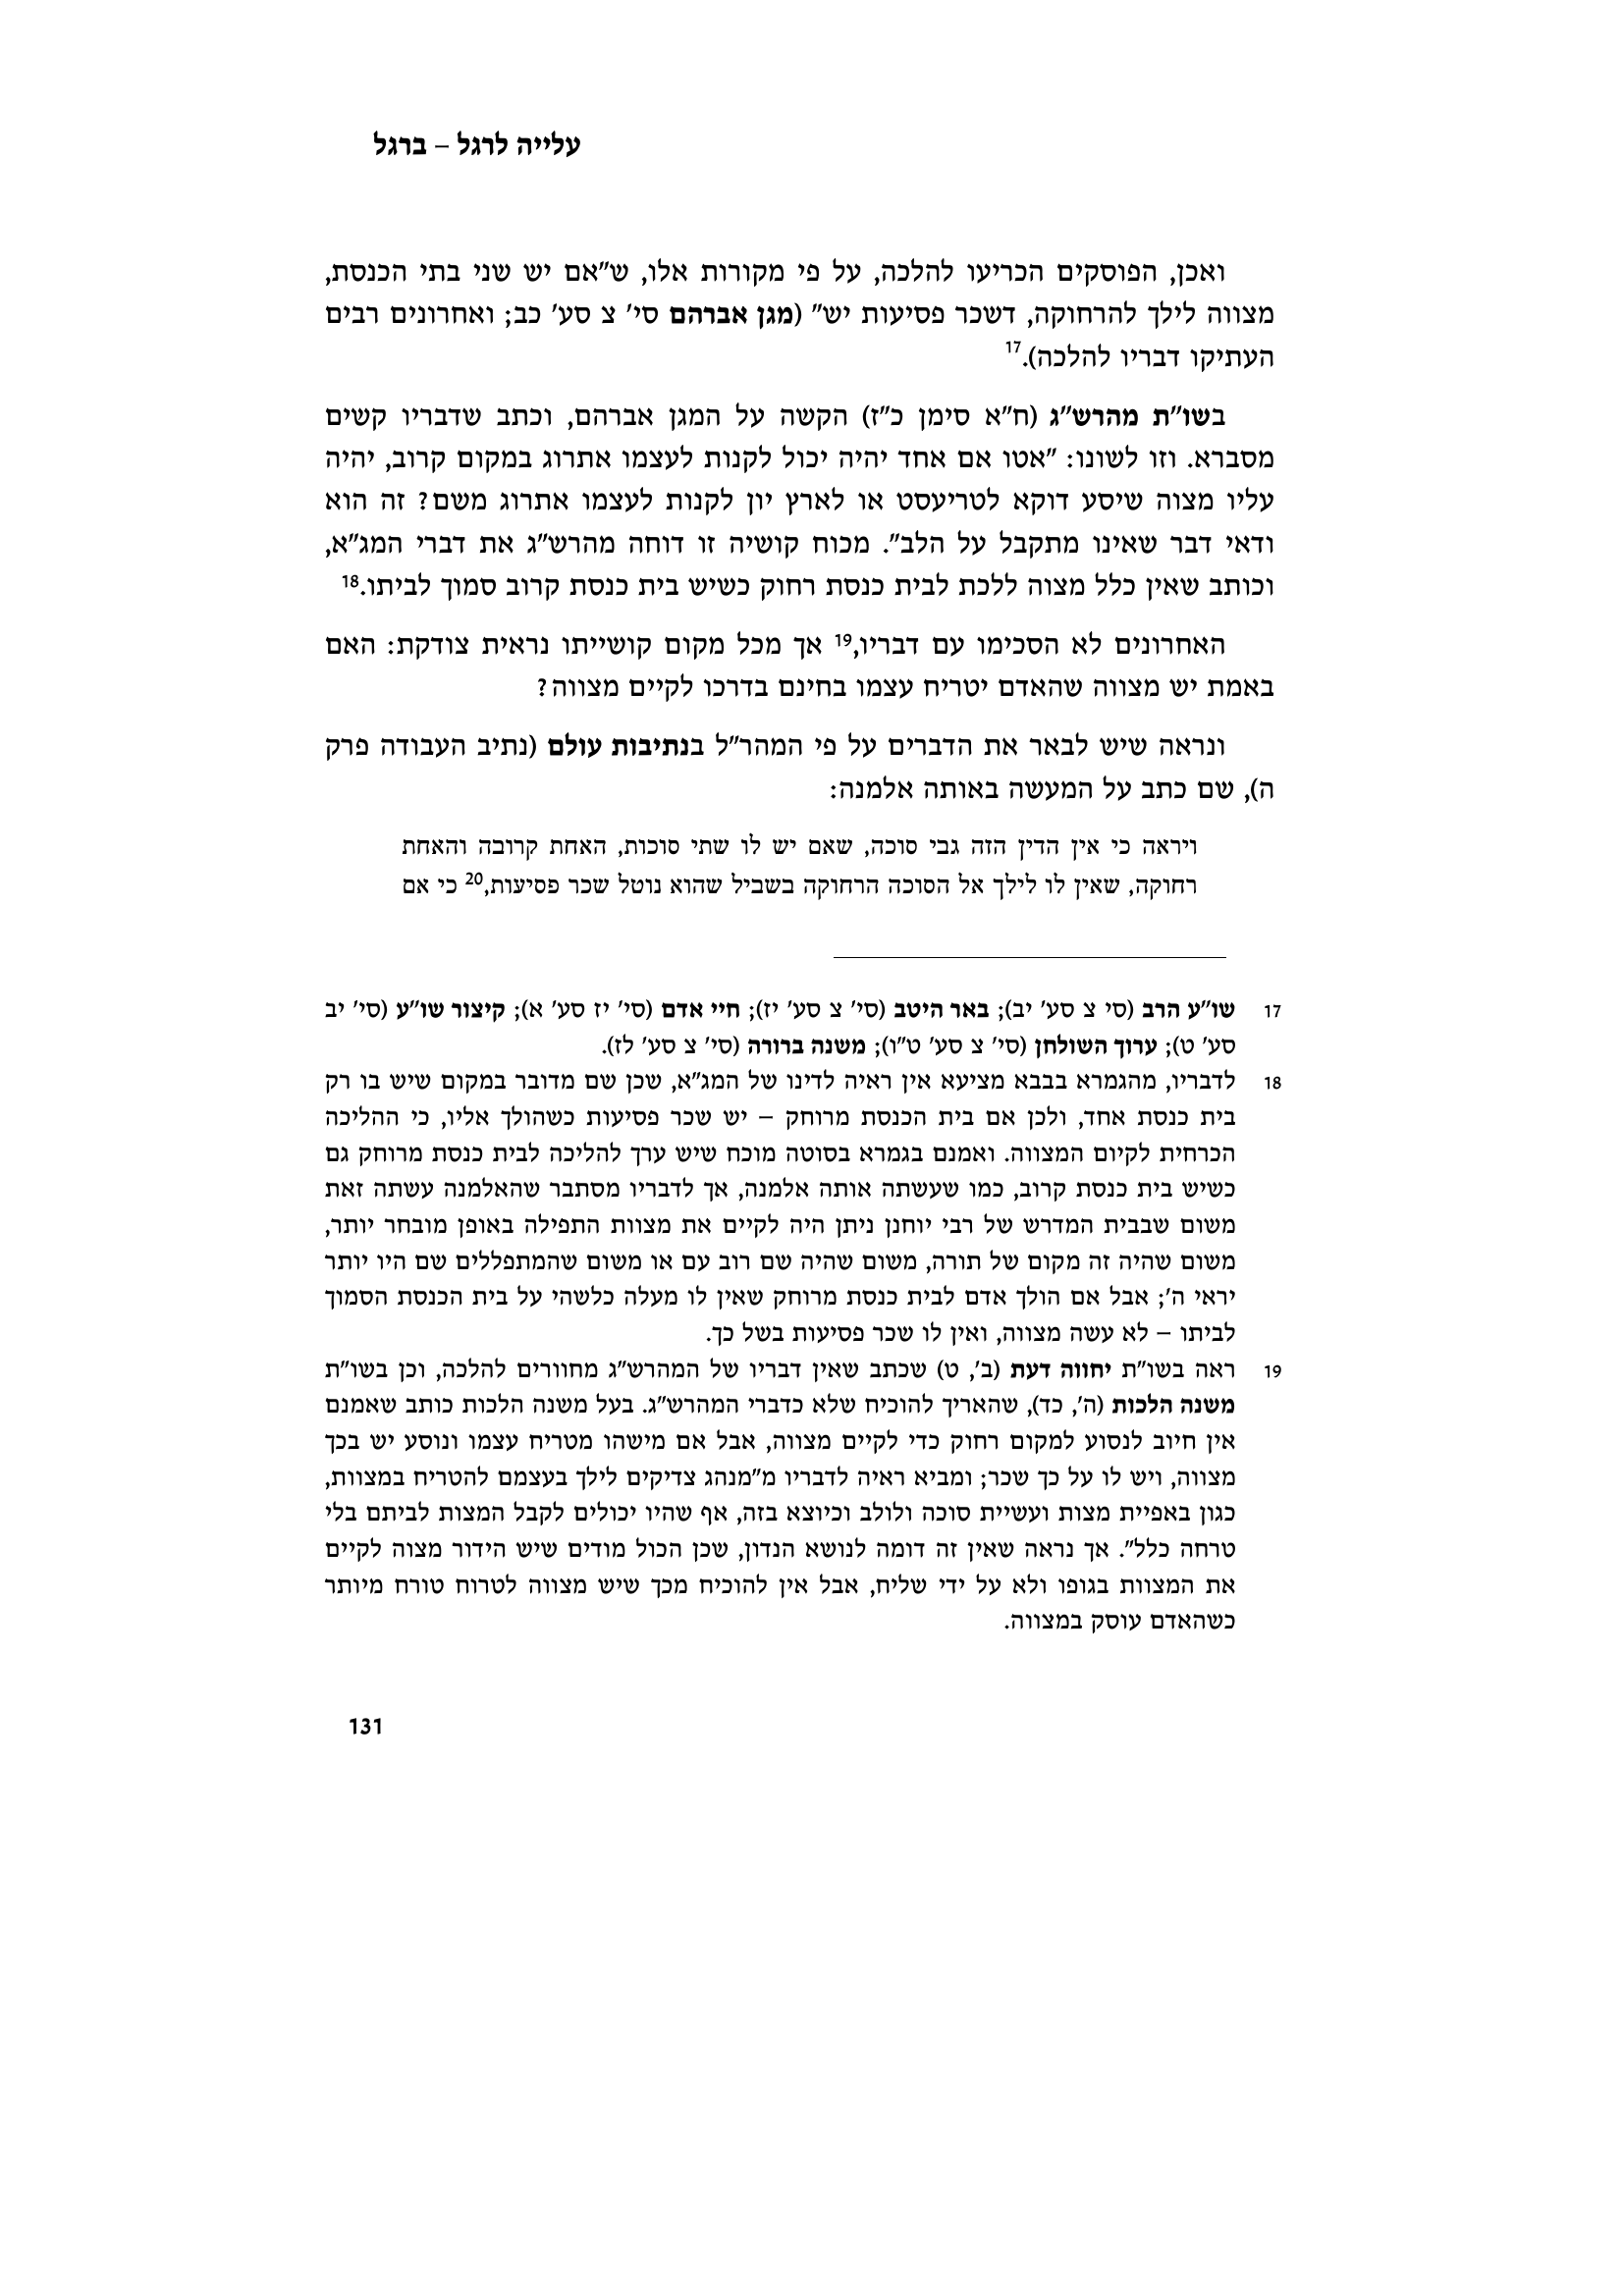 עלייה לרגל – ברגל
ואכן, הפוסקים הכריעו להלכה, על פי מקורות אלו, ש"אם יש שני בתי הכנסת,
מצווה לילך להרחוקה, דשכר פסיעות יש" (מגן אברהם סי' צ סע' כב; ואחרונים רבים
העתיקו דבריו להלכה).17
בשו"ת מהרש"ג (ח"א סימן כ"ז) הקשה על המגן אברהם, וכתב שדבריו קשים
מסברא. וזו לשונו: "אטו אם אחד יהיה יכול לקנות לעצמו אתרוג במקום קרוב, יהיה
עליו מצוה שיסע דוקא לטריעסט או לארץ יון לקנות לעצמו אתרוג משם? זה הוא
ודאי דבר שאינו מתקבל על הלב". מכוח קושיה זו דוחה מהרש"ג את דברי המג"א,
וכותב שאין כלל מצוה ללכת לבית כנסת רחוק כשיש בית כנסת קרוב סמוך לביתו.18
האחרונים לא הסכימו עם דבריו,19 אך מכל מקום קושייתו נראית צודקת: האם
באמת יש מצווה שהאדם יטריח עצמו בחינם בדרכו לקיים מצווה?
ונראה שיש לבאר את הדברים על פי המהר"ל בנתיבות עולם (נתיב העבודה פרק
ה), שם כתב על המעשה באותה אלמנה:
ויראה כי אין הדין הזה גבי סוכה, שאם יש לו שתי סוכות, האחת קרובה והאחת
רחוקה, שאין לו לילך אל הסוכה הרחוקה בשביל שהוא נוטל שכר פסיעות,20 כי אם
17 שו"ע הרב (סי צ סע' יב); באר היטב (סי' צ סע' יז); חיי אדם (סי' יז סע' א); קיצור שו"ע (סי' יב
סע' ט); ערוך השולחן (סי' צ סע' ט"ו); משנה ברורה (סי' צ סע' לז).
18 לדבריו, מהגמרא בבבא מציעא אין ראיה לדינו של המג"א, שכן שם מדובר במקום שיש בו רק
בית כנסת אחד, ולכן אם בית הכנסת מרוחק – יש שכר פסיעות כשהולך אליו, כי ההליכה
הכרחית לקיום המצווה. ואמנם בגמרא בסוטה מוכח שיש ערך להליכה לבית כנסת מרוחק גם
כשיש בית כנסת קרוב, כמו שעשתה אותה אלמנה, אך לדבריו מסתבר שהאלמנה עשתה זאת
משום שבבית המדרש של רבי יוחנן ניתן היה לקיים את מצוות התפילה באופן מובחר יותר,
משום שהיה זה מקום של תורה, משום שהיה שם רוב עם או משום שהמתפללים שם היו יותר
יראי ה'; אבל אם הולך אדם לבית כנסת מרוחק שאין לו מעלה כלשהי על בית הכנסת הסמוך
לביתו – לא עשה מצווה, ואין לו שכר פסיעות בשל כך.
19 ראה בשו"ת יחווה דעת (ב', ט) שכתב שאין דבריו של המהרש"ג מחוורים להלכה, וכן בשו"ת
משנה הלכות (ה', כד), שהאריך להוכיח שלא כדברי המהרש"ג. בעל משנה הלכות כותב שאמנם
אין חיוב לנסוע למקום רחוק כדי לקיים מצווה, אבל אם מישהו מטריח עצמו ונוסע יש בכך
מצווה, ויש לו על כך שכר; ומביא ראיה לדבריו מ"מנהג צדיקים לילך בעצמם להטריח במצוות,
כגון באפיית מצות ועשיית סוכה ולולב וכיוצא בזה, אף שהיו יכולים לקבל המצות לביתם בלי
טרחה כלל". אך נראה שאין זה דומה לנושא הנדון, שכן הכול מודים שיש הידור מצוה לקיים
את המצוות בגופו ולא על ידי שליח, אבל אין להוכיח מכך שיש מצווה לטרוח טורח מיותר
כשהאדם עוסק במצווה.
131